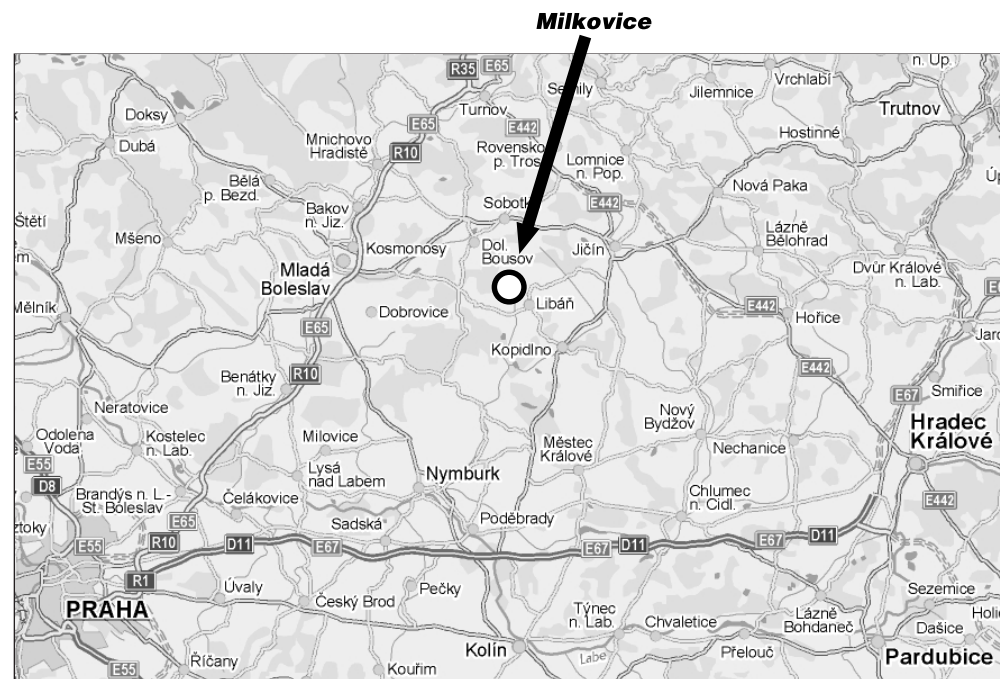 Milkovice
R35
E65
n. Up.
Vrchlabí
Semily
Jilemnice
Turnov
Trutnov
Doksy
E65
E442
Hostinné
Dubá
Mnichovo
Hradiště
R10
Rovensko
p. Tros
Lomnice
n. Pop.
Bělá
p. Bezd.
Nová Paka
Štětí
Bakov
n. Jiz.
Sobotk
E442
Mšeno
Kosmonosy
Dol.
Bousov
Jičín
Lázně
Bělohrad
Mladá
Boleslav
Dvůr Králové
n. Lab.
Mělník
Dobrovice
Libáň
E442
Hořice
E65
Kopidlno
E442
Benátky
n. Jiz.
R10
E67
Smiřice
Neratovice
Nový
Bydžov
Hradec
Králové
Odolena
Voda
Kostelec
n. Lab.
Milovice
Městec
Králové
Nechanice
E55
D8
Lysá
nad Labem
Nymburk
Brandýs n. L.-
St. Boleslav
Čelákovice
Chlumec
n. Cidl.
E442
E65
Sadská
Poděbrady
E55
R10
D11
E67
E67
D11
E67
D11
R1
Úvaly
Pečky
Sezemice
PRAHA
Český Brod
Týnec
n. Lab.
Chvaletice
Lázně
Bohdaneč
Dašice
Kolín
Labe
Přelouč
Pardubice
E55
Říčany
Kouřim